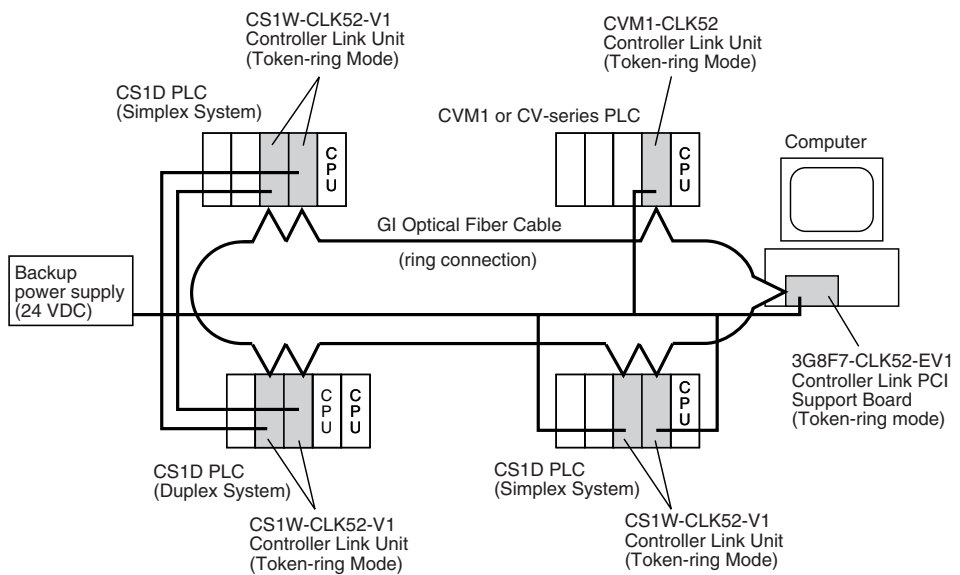 CS1W-CLK52-V1
Controller Link Unit
(Token-ring Mode)
CVM1-CLK52
Controller Link Unit
(Token-ring Mode)
CS1D PLC
(Simplex System)
CVM1 or CV-series PLC
Computer
C
P
U
C
P
U
GI Optical Fiber Cable
(ring connection)
Backup
power supply
(24 VDC)
3G8F7-CLK52-EV1
Controller Link PCI
Support Board
(Token-ring mode)
C
P
U
C
P
U
C
P
U
CS1D PLC
(Duplex System)
CS1D PLC
(Simplex System)
CS1W-CLK52-V1
Controller Link Unit
(Token-ring Mode)
CS1W-CLK52-V1
Controller Link Unit
(Token-ring Mode)